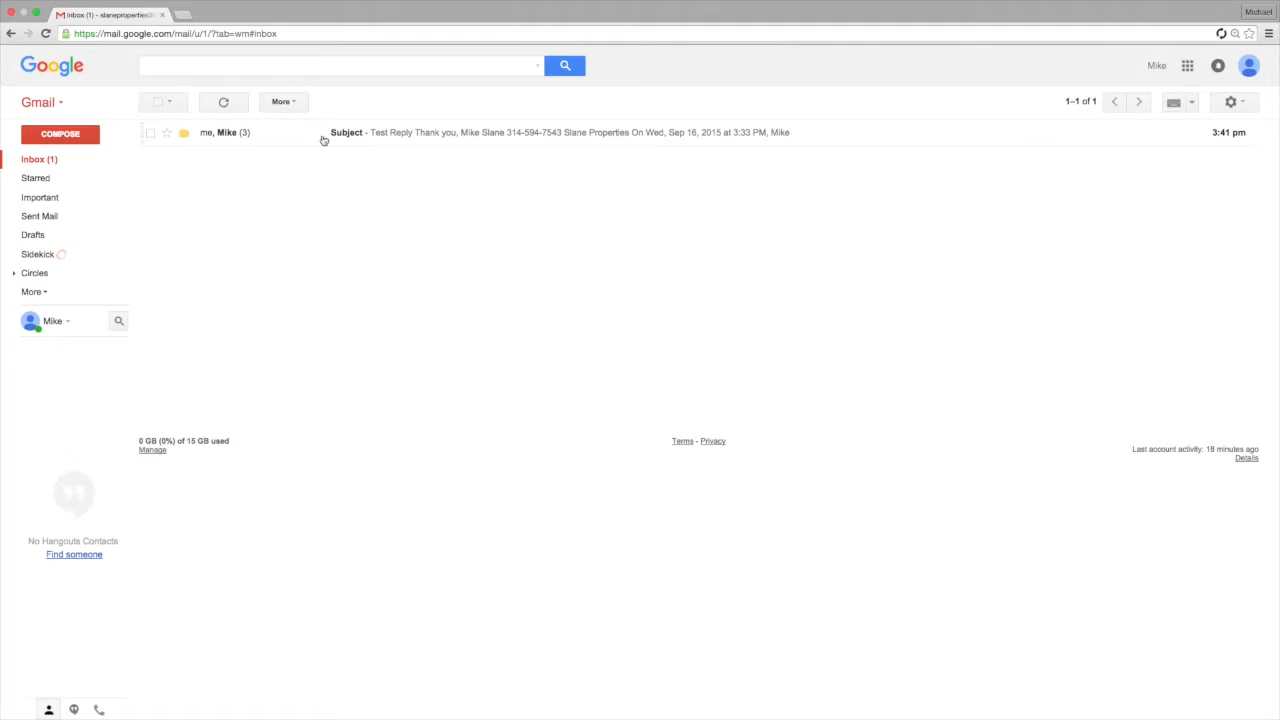 Inbox (1) - slaneproperties@
Michael
https://mail.google.com/mail/u/1/?tab=wm#inbox
Google
Mike
Gmail
More
1–1 of 1
COMPOSE
me, Mike (3)
Subject - Test Reply Thank you, Mike Slane 314-594-7543 Slane Properties On Wed, Sep 16, 2015 at 3:33 PM, Mike
3:41 pm
Inbox (1)
Starred
Important
Sent Mail
Drafts
Sidekick
Circles
More
Mike
0 GB (0%) of 15 GB used
Manage
Terms - Privacy
Last account activity: 18 minutes ago
Details
No Hangouts Contacts
Find someone